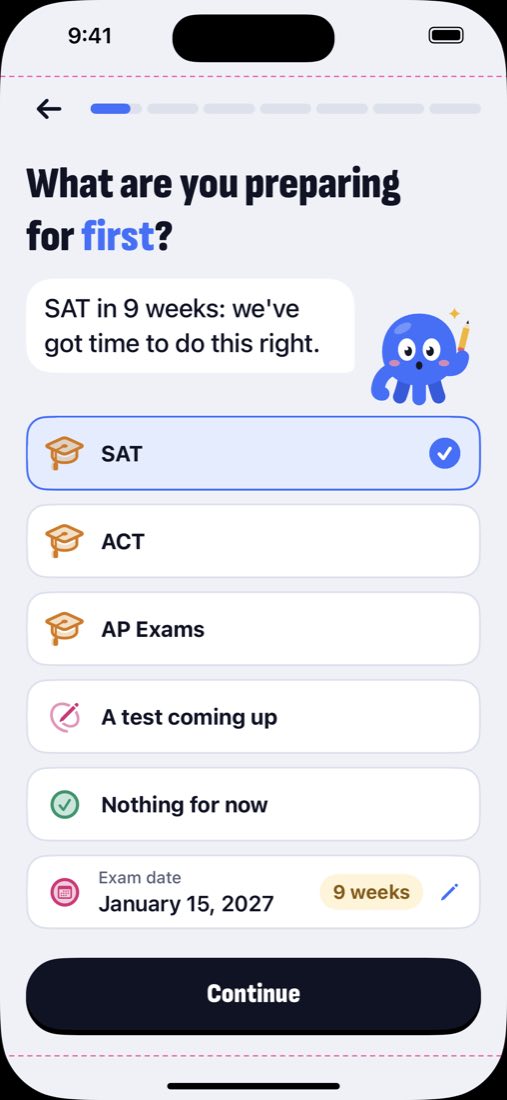 9:41
What are you preparing
for first?
SAT in 9 weeks: we've
got time to do this right.
SAT
ACT
AP Exams
A test coming up
Nothing for now
Exam date
January 15, 2027
9 weeks
Continue